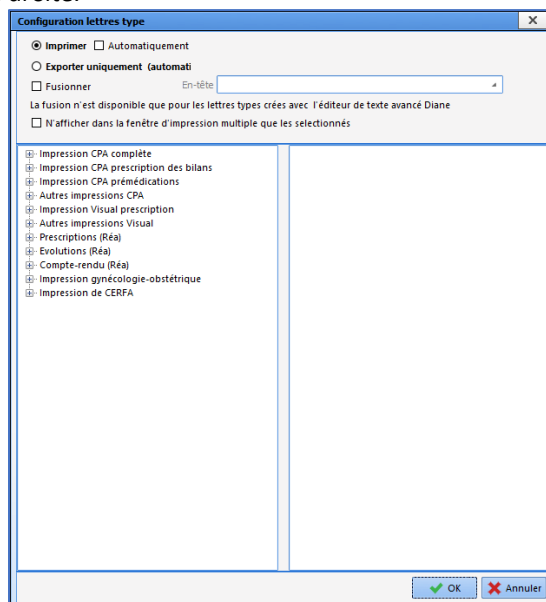 droite.
Configuration lettres type
Imprimer Automatiquement
Exporter uniquement (automati
Fusionner En-tête
La fusion n'est disponible que pour les lettres types crées avec l'éditeur de texte avancé Diane
N'afficher dans la fenêtre d'impression multiple que les selectionnés
Impression CPA complète
Impression CPA prescription des bilans
Impression CPA prémédications
Autres impressions CPA
Impression Visual prescription
Autres impressions Visual
Prescriptions (Réa)
Evolutions (Réa)
Compte-rendu (Réa)
Impression gynécologie-obstétrique
Impression de CERFA
OK Annuler